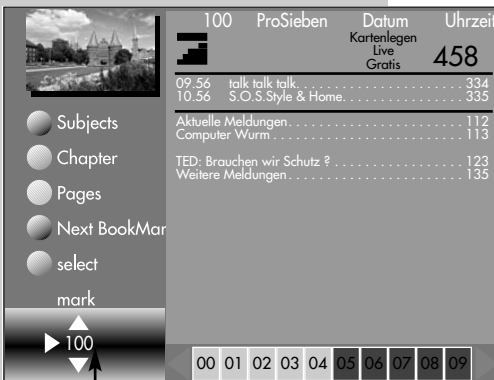 100 ProSieben Datum Uhrzeit
Kartenlegen
Live
Gratis
458
09.56 talk talk talk. . . . . . . . . . . . . . . . . . . . . . . . . . 334
10.56 S.O.S.Style & Home. . . . . . . . . . . . . . . . . . . . 335
Aktuelle Meldungen. . . . . . . . . . . . . . . . . . . . . . . . . . . 112
Computer Wurm . . . . . . . . . . . . . . . . . . . . . . . . . . . . . 113
TED: Brauchen wir Schutz ? . . . . . . . . . . . . . . . . . . . . 123
Weitere Meldungen . . . . . . . . . . . . . . . . . . . . . . . . . . . 135
Subjects
Chapter
Pages
Next BookMar
select
mark
100
00 01 02 03 04 05 06 07 08 09